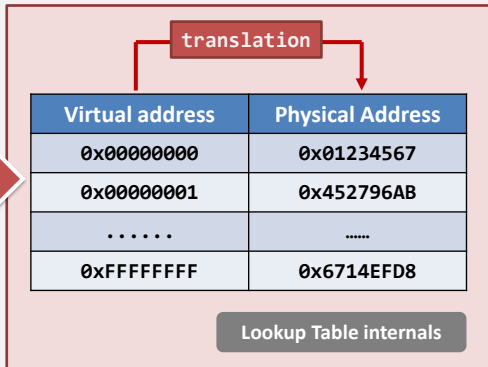 translation
Virtual address Physical Address
0x00000000 0x01234567
0x00000001 0x452796AB
...... ......
0xFFFFFFFF 0x6714EFD8
Lookup Table internals